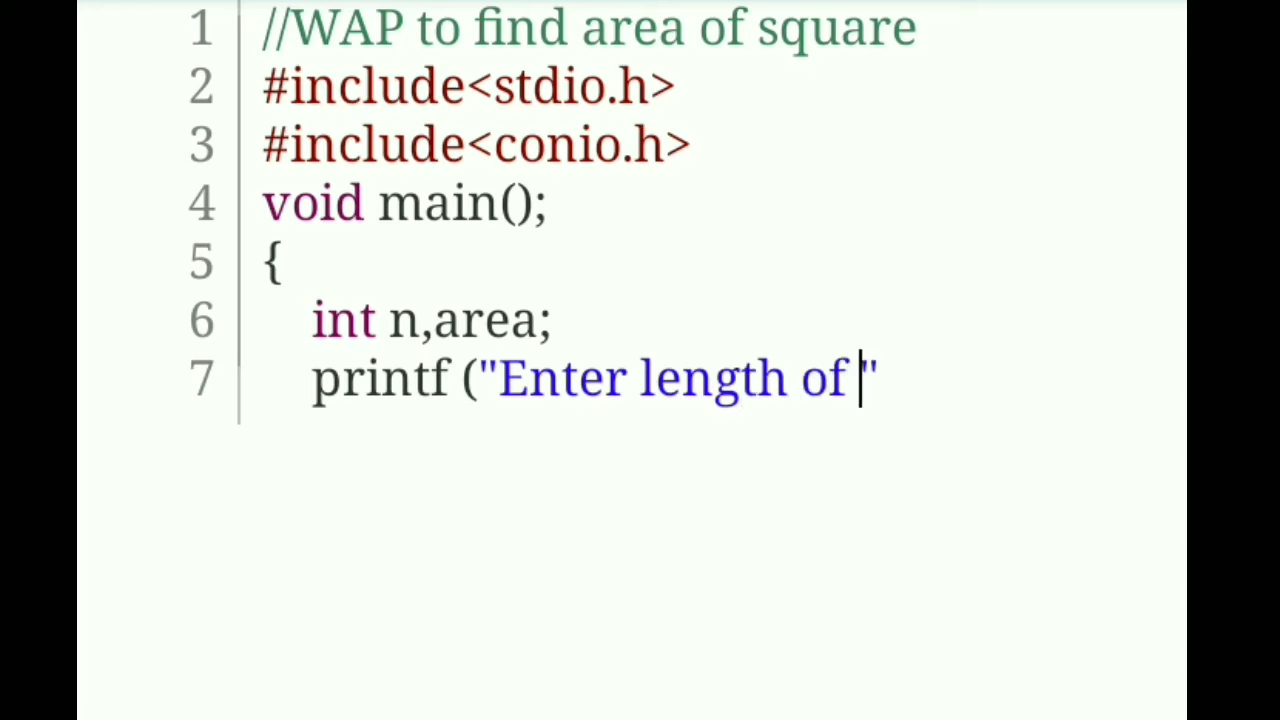 1 //WAP to find area of square
2 #include<stdio.h>
3 #include<conio.h>
4 void main();
5 {
6 int n,area;
7 printf ("Enter length of "